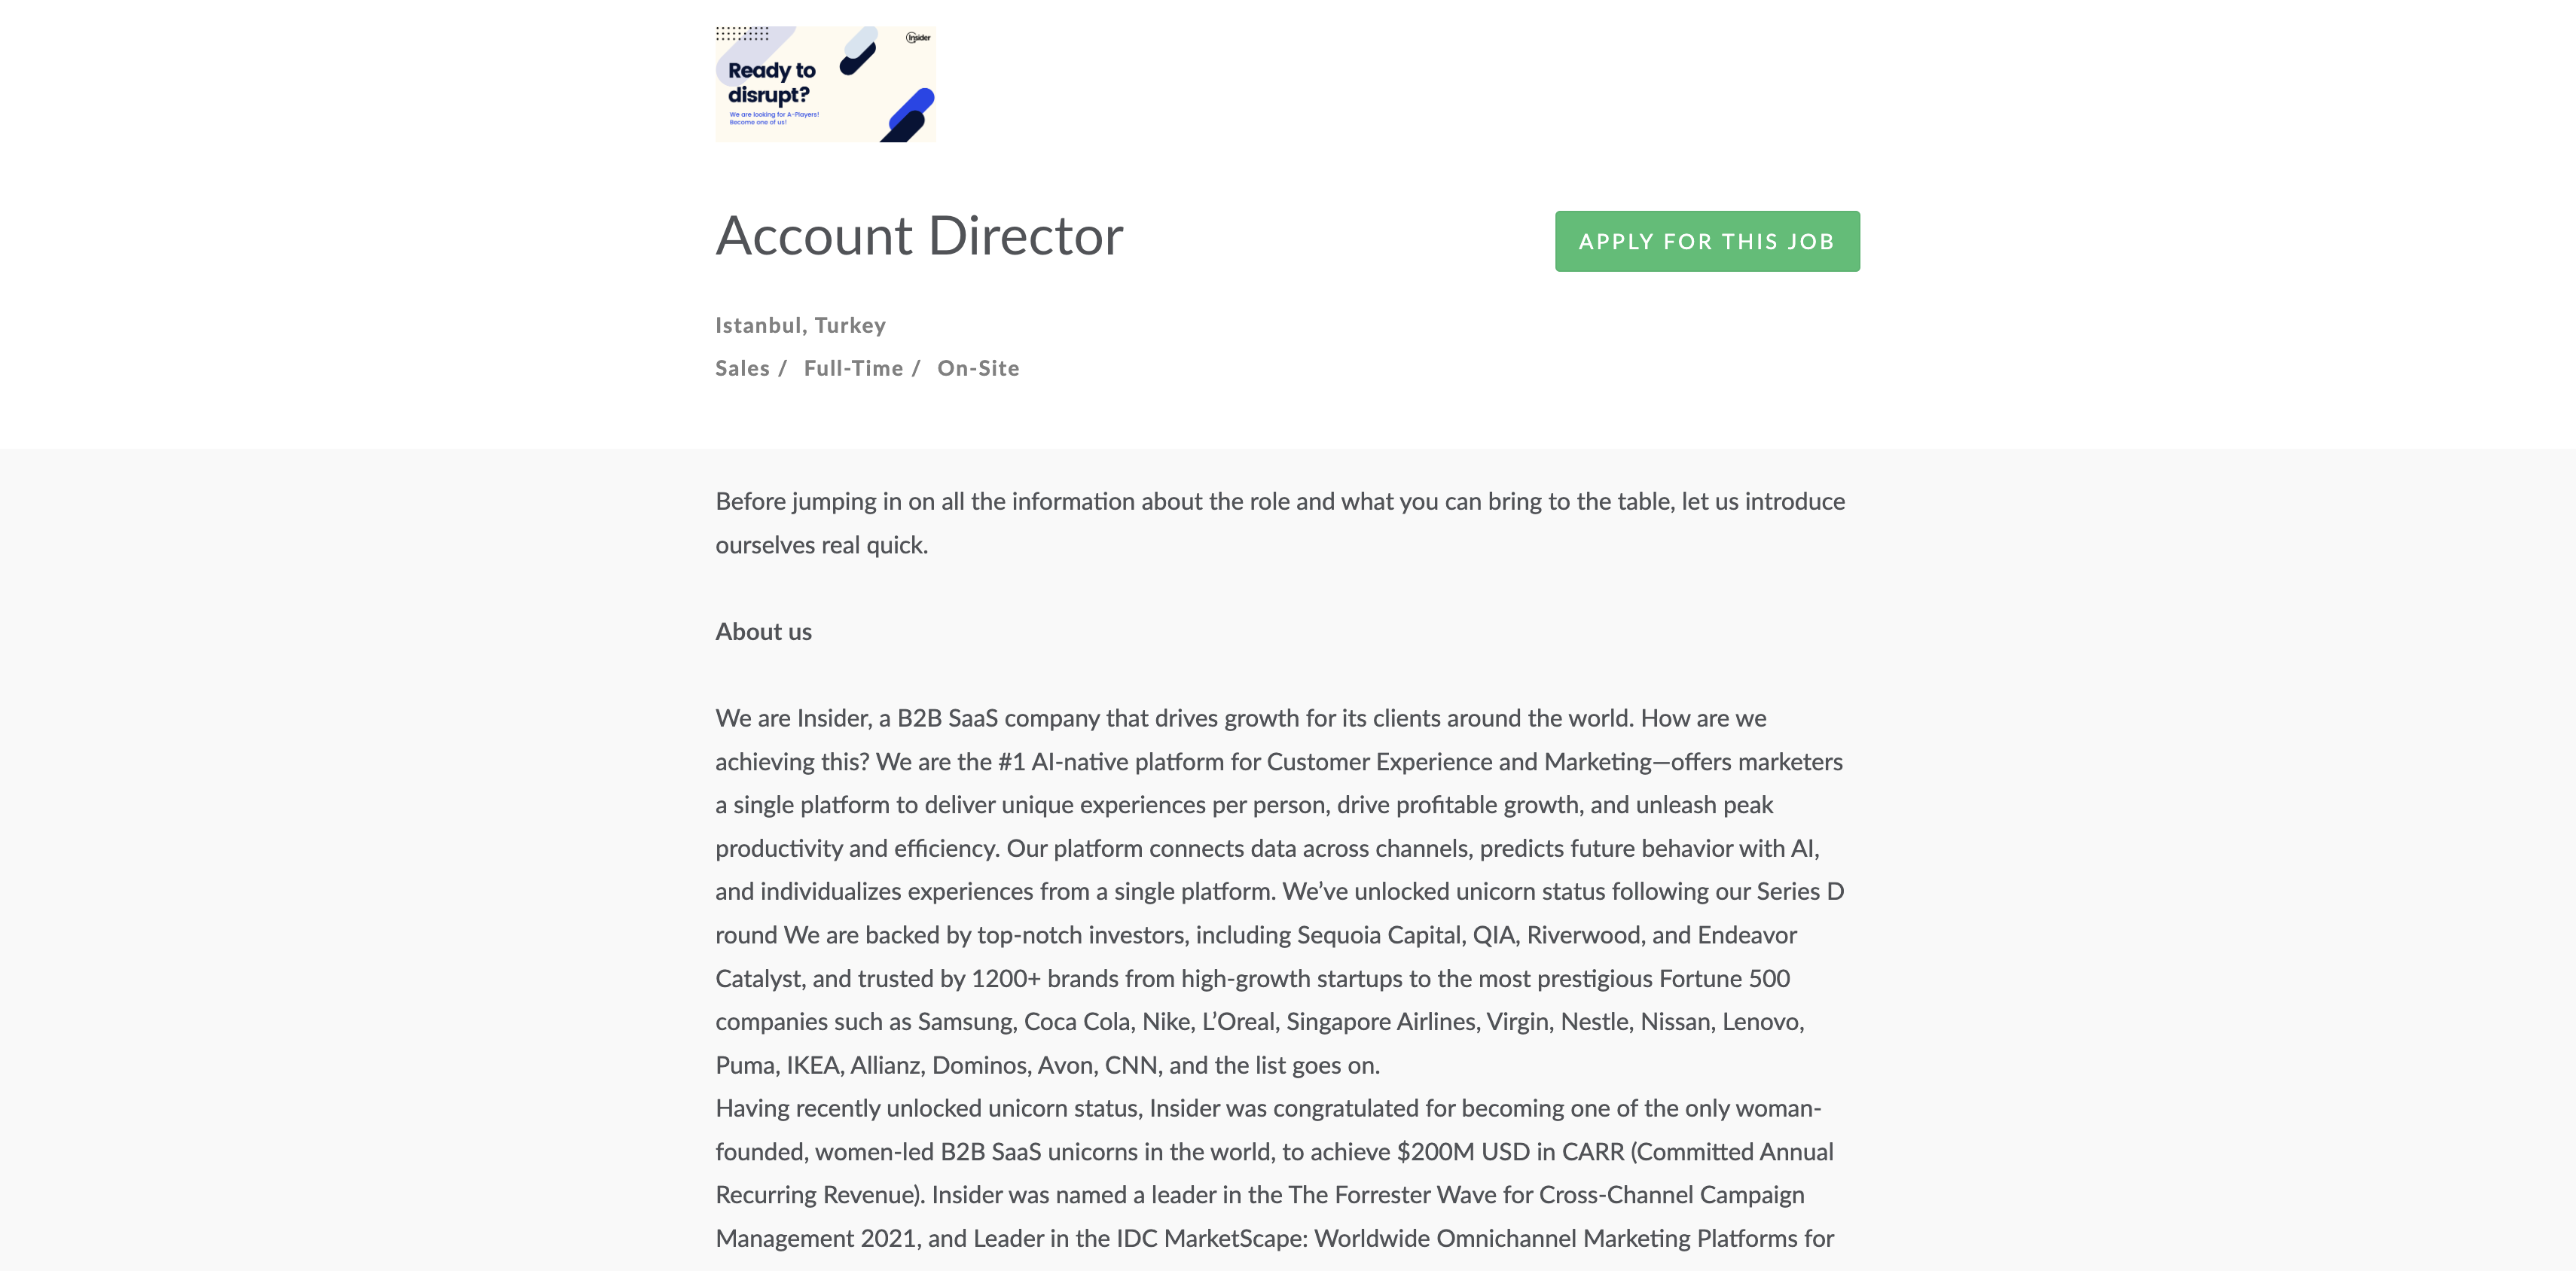 Insider
Ready to
disrupt?
We are looking for A-Players!
Become one of us!
Account Director
APPLY FOR THIS JOB
Istanbul, Turkey
Sales / Full-Time / On-Site
Before jumping in on all the information about the role and what you can bring to the table, let us introduce
ourselves real quick.
About us
We are Insider, a B2B SaaS company that drives growth for its clients around the world. How are we
achieving this? We are the #1 AI-native platform for Customer Experience and Marketing—offers marketers
a single platform to deliver unique experiences per person, drive profitable growth, and unleash peak
productivity and efficiency. Our platform connects data across channels, predicts future behavior with AI,
and individualizes experiences from a single platform. We’ve unlocked unicorn status following our Series D
round We are backed by top-notch investors, including Sequoia Capital, QIA, Riverwood, and Endeavor
Catalyst, and trusted by 1200+ brands from high-growth startups to the most prestigious Fortune 500
companies such as Samsung, Coca Cola, Nike, L’Oreal, Singapore Airlines, Virgin, Nestle, Nissan, Lenovo,
Puma, IKEA, Allianz, Dominos, Avon, CNN, and the list goes on.
Having recently unlocked unicorn status, Insider was congratulated for becoming one of the only woman-
founded, women-led B2B SaaS unicorns in the world, to achieve $200M USD in CARR (Committed Annual
Recurring Revenue). Insider was named a leader in the The Forrester Wave for Cross-Channel Campaign
Management 2021, and Leader in the IDC MarketScape: Worldwide Omnichannel Marketing Platforms for